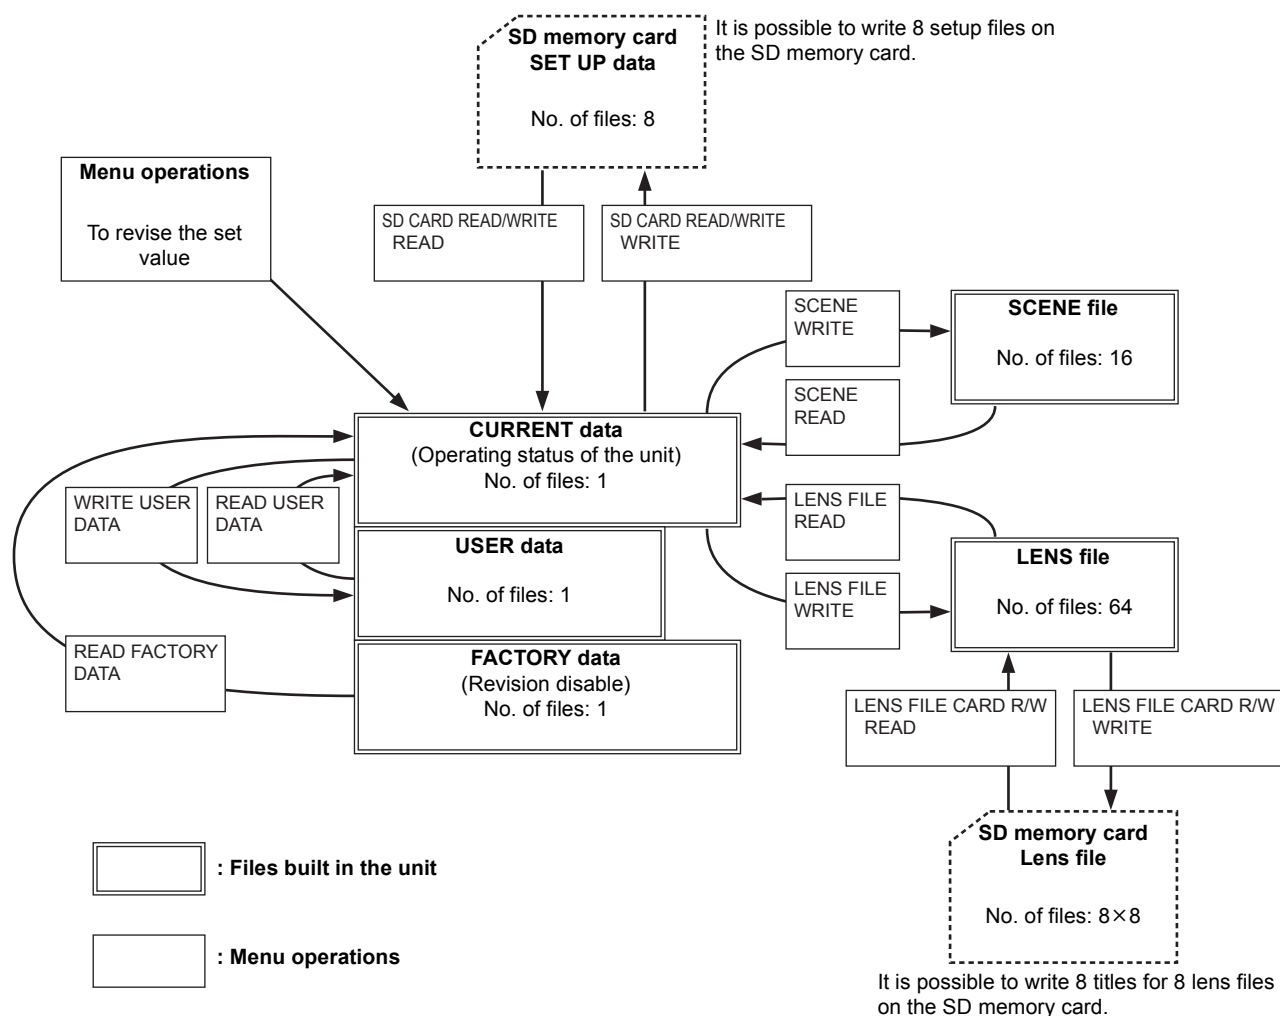 SD memory card
SET UP data
No. of files: 8
It is possible to write 8 setup files on
the SD memory card.
Menu operations
To revise the set
value
SD CARD READ/WRITE
READ
SD CARD READ/WRITE
WRITE
SCENE
WRITE
SCENE file
No. of files: 16
SCENE
READ
CURRENT data
(Operating status of the unit)
No. of files: 1
WRITE USER
DATA
READ USER
DATA
LENS FILE
READ
USER data
No. of files: 1
LENS FILE
WRITE
LENS file
No. of files: 64
READ FACTORY
DATA
FACTORY data
(Revision disable)
No. of files: 1
LENS FILE CARD R/W
READ
LENS FILE CARD R/W
WRITE
SD memory card
Lens file
No. of files: 8×8
It is possible to write 8 titles for 8 lens files
on the SD memory card.
: Files built in the unit
: Menu operations